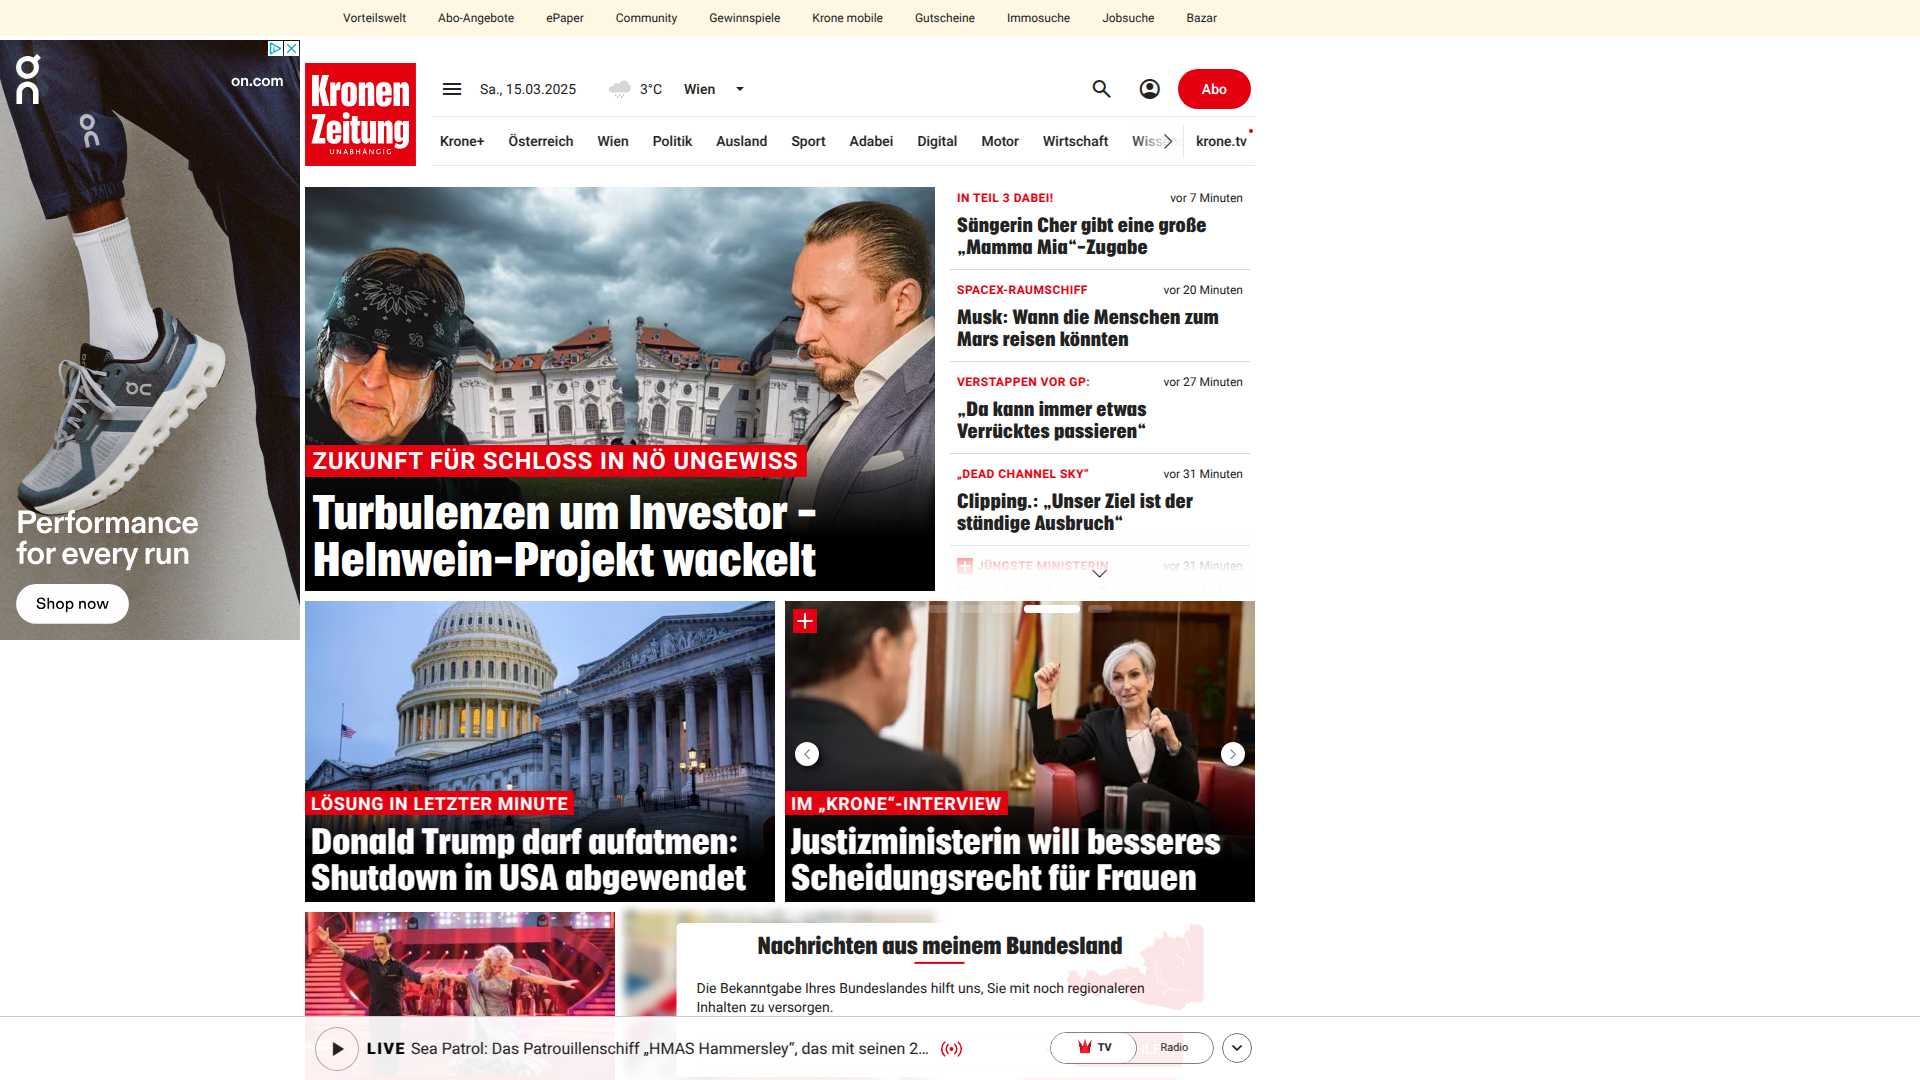 Vorteilswelt
Abo-Angebote
ePaper
Community
Gewinnspiele
Krone mobile
Gutscheine
Immosuche
Jobsuche
Bazar
on.com
on
Performance
for every run
Shop now
Kronen
Zeitung
UNABHÄNGIG
Sa., 15.03.2025
3°C
Wien
Abo
Krone+
Österreich
Wien
Politik
Ausland
Sport
Adabei
Digital
Motor
Wirtschaft
krone.tv
ZUKUNFT FÜR SCHLOSS IN NÖ UNGEWISS
Turbulenzen um Investor –
Helnwein-Projekt wackelt
IN TEIL 3 DABEI!
vor 7 Minuten
Sängerin Cher gibt eine große
„Mamma Mia“-Zugabe
SPACEX-RAUMSCHIFF
vor 20 Minuten
Musk: Wann die Menschen zum
Mars reisen könnten
VERSTAPPEN VOR GP:
vor 27 Minuten
„Da kann immer etwas
Verrücktes passieren“
„DEAD CHANNEL SKY“
vor 31 Minuten
Clipping.: „Unser Ziel ist der
ständige Ausbruch“
JÜNGSTE MINISTERIN
vor 31 Minuten
LÖSUNG IN LETZTER MINUTE
Donald Trump darf aufatmen:
Shutdown in USA abgewendet
IM „KRONE“-INTERVIEW
Justizministerin will besseres
Scheidungsrecht für Frauen
Nachrichten aus meinem Bundesland
Die Bekanntgabe Ihres Bundeslandes hilft uns, Sie mit noch regionaleren
Inhalten zu versorgen.
LIVE Sea Patrol: Das Patrouillenschiff „HMAS Hammersley“, das mit seinen 2...
TV
Radio